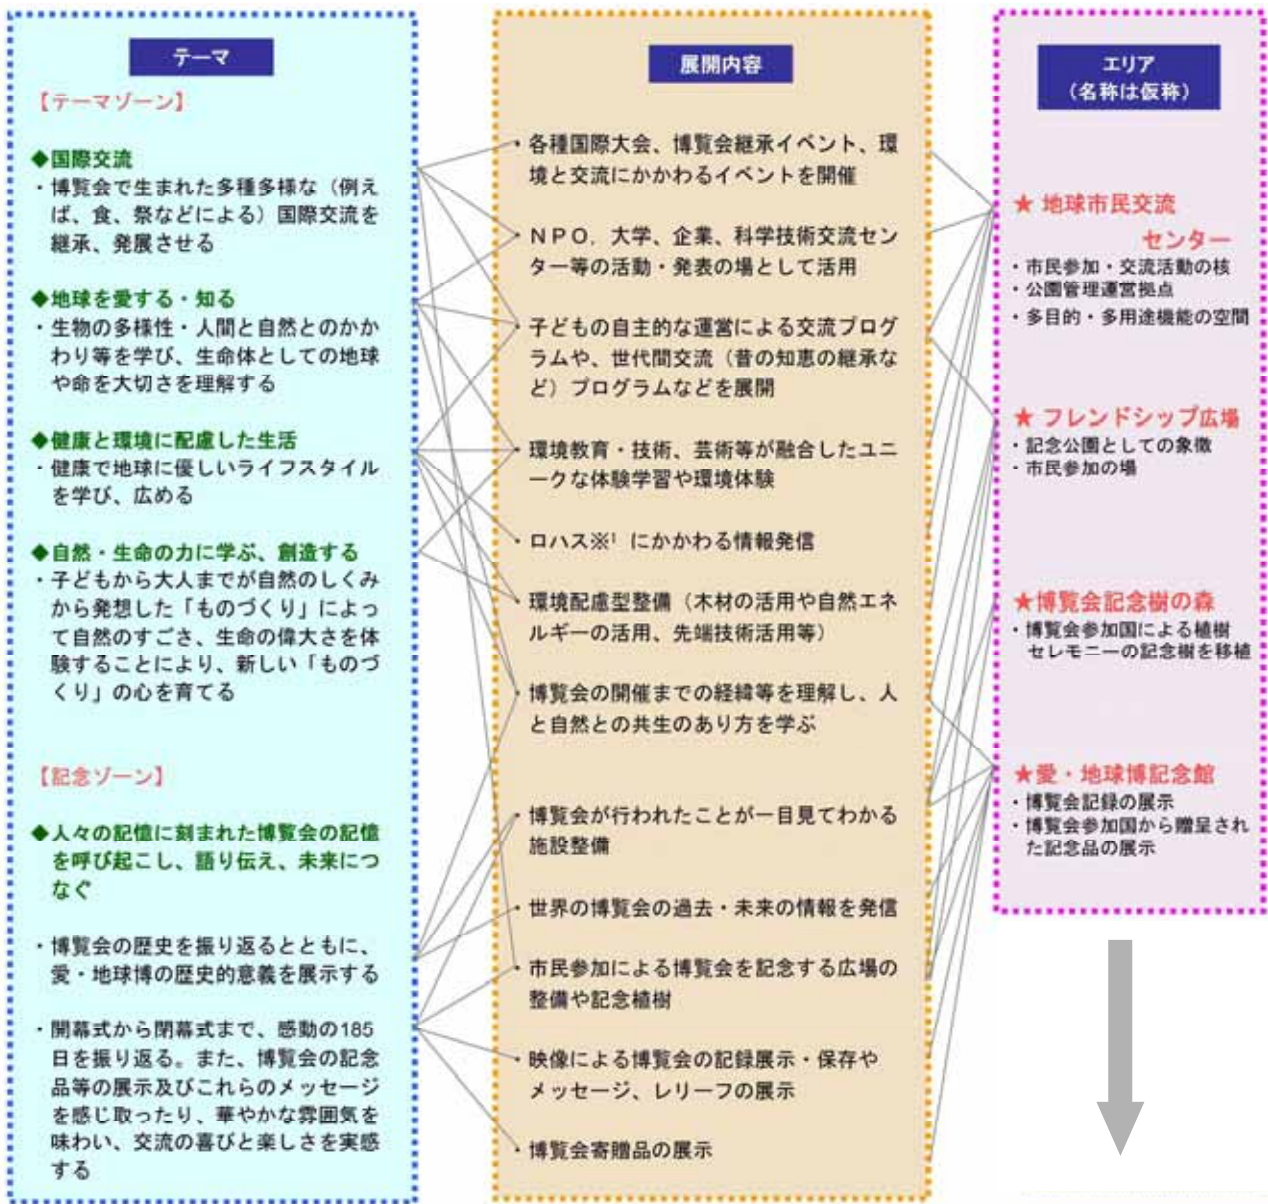 テーマ
【テーマゾーン】
◆国際交流
・博覧会で生まれた多種多様な（例え
ば、食、祭などによる）国際交流を
継承、発展させる
◆地球を愛する・知る
・生物の多様性・人間と自然とのかか
わり等を学び、生命体としての地球
や命を大切さを理解する
◆健康と環境に配慮した生活
・健康で地球に優しいライフスタイル
を学び、広める
◆自然・生命の力に学ぶ、創造する
・子どもから大人までが自然のしくみ
から発想した「ものづくり」によっ
て自然のすごさ、生命の偉大さを体
験することにより、新しい「ものづ
くり」の心を育てる
【記念ゾーン】
◆人々の記憶に刻まれた博覧会の記憶
を呼び起こし、語り伝え、未来につ
なぐ
・博覧会の歴史を振り返るとともに、
愛・地球博の歴史的意義を展示する
・開幕式から閉幕式まで、感動の185
日を振り返る。また、博覧会の記念
品等の展示及びこれらのメッセージ
を感じ取ったり、華やかな雰囲気を
味わい、交流の喜びと楽しさを実感
する
展開内容
・各種国際大会、博覧会継承イベント、環
境と交流にかかわるイベントを開催
・ＮＰＯ．大学、企業、科学技術交流セン
ター等の活動・発表の場として活用
・子どもの自主的な運営による交流プログ
ラムや、世代間交流（昔の知恵の継承な
ど）プログラムなどを展開
・環境教育・技術、芸術等が融合したユニ
ークな体験学習や環境体験
・ロハス※¹ にかかわる情報発信
・環境配慮型整備（木材の活用や自然エネ
ルギーの活用、先端技術活用等）
・博覧会の開催までの経緯等を理解し、人
と自然との共生のあり方を学ぶ
・博覧会が行われたことが一目見てわかる
施設整備
・世界の博覧会の過去・未来の情報を発信
・市民参加による博覧会を記念する広場の
整備や記念植樹
・映像による博覧会の記録展示・保存や
メッセージ、レリーフの展示
・博覧会寄贈品の展示
エリア
（名称は仮称）
★ 地球市民交流
センター
・市民参加・交流活動の核
・公園管理運営拠点
・多目的・多用途機能の空間
★ フレンドシップ広場
・記念公園としての象徴
・市民参加の場
★博覧会記念樹の森
・博覧会参加国による植樹
セレモニーの記念樹を移植
★愛・地球博記念館
・博覧会記録の展示
・博覧会参加国から贈呈され
た記念品の展示